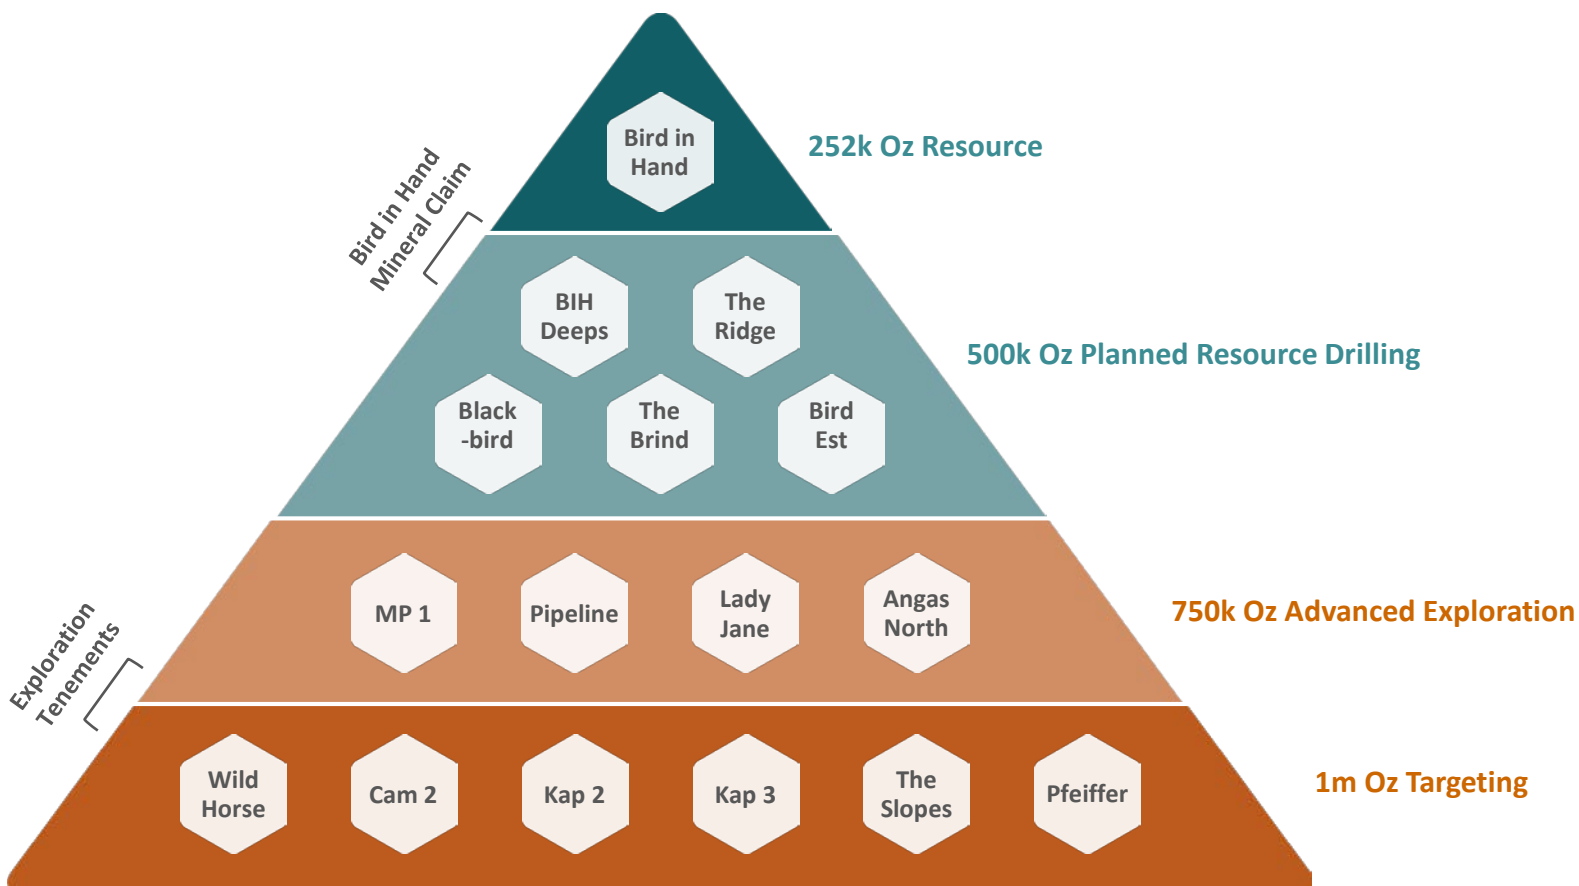 Bird in
Hand
252k Oz Resource
Bird in Hand
Mineral Claim
BIH
Deeps
The
Ridge
500k Oz Planned Resource Drilling
Black
-bird
The
Brind
Bird
Est
MP 1
Pipeline
Lady
Jane
Angas
North
750k Oz Advanced Exploration
Exploration
Tenements
Wild
Horse
Cam 2
Kap 2
Kap 3
The
Slopes
Pfeiffer
1m Oz Targeting